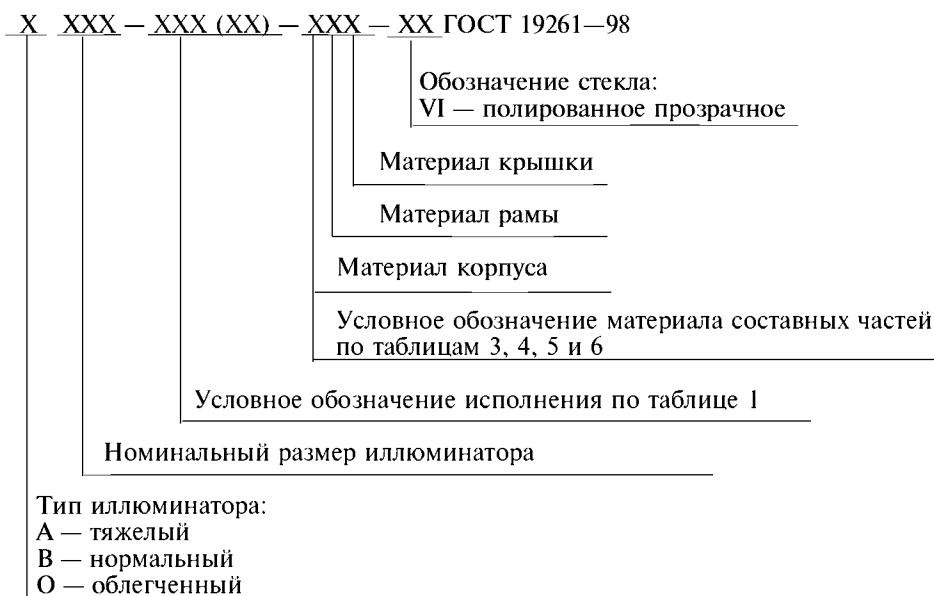 X XXX — XXX (XX) — XXX — XX ГОСТ 19261—98
Обозначение стекла:
VI — полированное прозрачное
Материал крышки
Материал рамы
Материал корпуса
Условное обозначение материала составных частей
по таблицам 3, 4, 5 и 6
Условное обозначение исполнения по таблице 1
Номинальный размер иллюминатора
Тип иллюминатора:
А — тяжелый
В — нормальный
О — облегченный